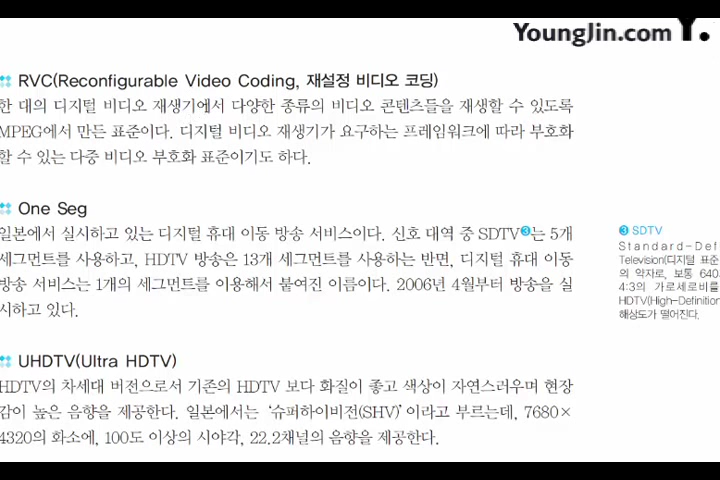 YoungJin.com Y.
RVC(Reconfigurable Video Coding, 재설정 비디오 코딩)
한 대의 디지털 비디오 재생기에서 다양한 종류의 비디오 콘텐츠들을 재생할 수 있도록
MPEG에서 만든 표준이다. 디지털 비디오 재생기가 요구하는 프레임워크에 따라 부호화
할 수 있는 다중 비디오 부호화 표준이기도 하다.
One Seg
일본에서 실시하고 있는 디지털 휴대 이동 방송 서비스이다. 신호 대역 중 SDTV❸는 5개
세그먼트를 사용하고, HDTV 방송은 13개 세그먼트를 사용하는 반면, 디지털 휴대 이동
방송 서비스는 1개의 세그먼트를 이용해서 붙여진 이름이다. 2006년 4월부터 방송을 실
시하고 있다.
❸ SDTV
Standard-Def
Television(디지털 표준
의 약자로, 보통 640
4:3의 가로세로비를
HDTV(High-Definition
해상도가 떨어진다.
UHDTV(Ultra HDTV)
HDTV의 차세대 버전으로서 기존의 HDTV 보다 화질이 좋고 색상이 자연스러우며 현장
감이 높은 음향을 제공한다. 일본에서는 ‘슈퍼하이비전(SHV)’이라고 부르는데, 7680×
4320의 화소에, 100도 이상의 시야각, 22.2채널의 음향을 제공한다.